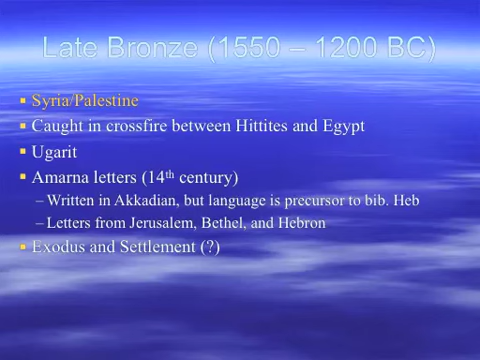 Late Bronze (1550 – 1200 BC)
Syria/Palestine
Caught in crossfire between Hittites and Egypt
Ugarit
Amarna letters (14th century)
– Written in Akkadian, but language is precursor to bib. Heb
– Letters from Jerusalem, Bethel, and Hebron
Exodus and Settlement (?)